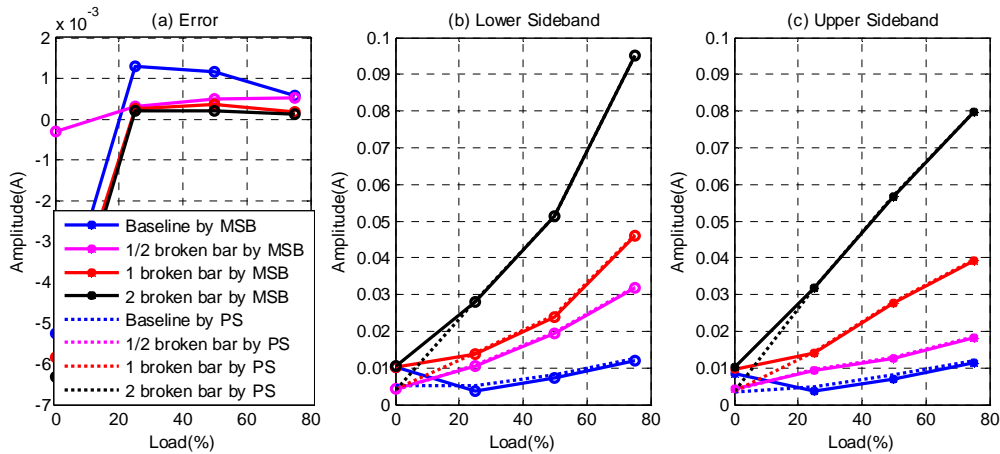 x 10⁻³
(a) Error
2
1
0
-1
-2
-3
-4
-5
-6
-7
Amplitude(A)
0
20
40
60
80
Load(%)
Baseline by MSB
1/2 broken bar by MSB
1 broken bar by MSB
2 broken bar by MSB
Baseline by PS
1/2 broken bar by PS
1 broken bar by PS
2 broken bar by PS
(b) Lower Sideband
0.1
0.09
0.08
0.07
0.06
0.05
0.04
0.03
0.02
0.01
0
Amplitude(A)
0
20
40
60
80
Load(%)
(c) Upper Sideband
0.1
0.09
0.08
0.07
0.06
0.05
0.04
0.03
0.02
0.01
0
Amplitude(A)
0
20
40
60
80
Load(%)